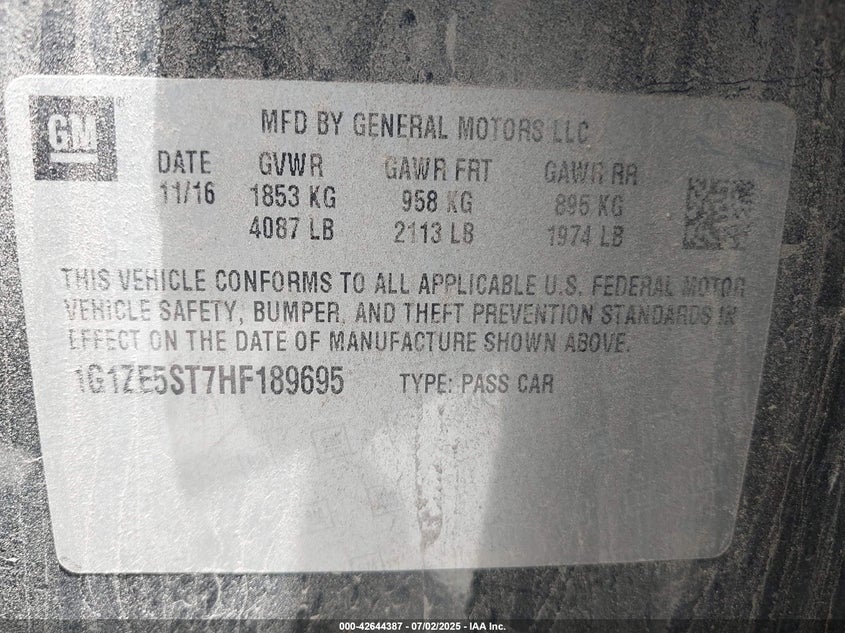 GM
MFD BY GENERAL MOTORS LLC
DATE GVWR GAWR FRT GAWR RR
11/16 1853 KG 958 KG 895 KG
4087 LB 2113 LB 1974 LB
THIS VEHICLE CONFORMS TO ALL APPLICABLE U.S. FEDERAL MOTOR
VEHICLE SAFETY, BUMPER, AND THEFT PREVENTION STANDARDS IN
EFFECT ON THE DATE OF MANUFACTURE SHOWN ABOVE.
1G1ZE5ST7HF189695 TYPE: PASS CAR
000-42644387 - 07/02/2025 - IAA Inc.